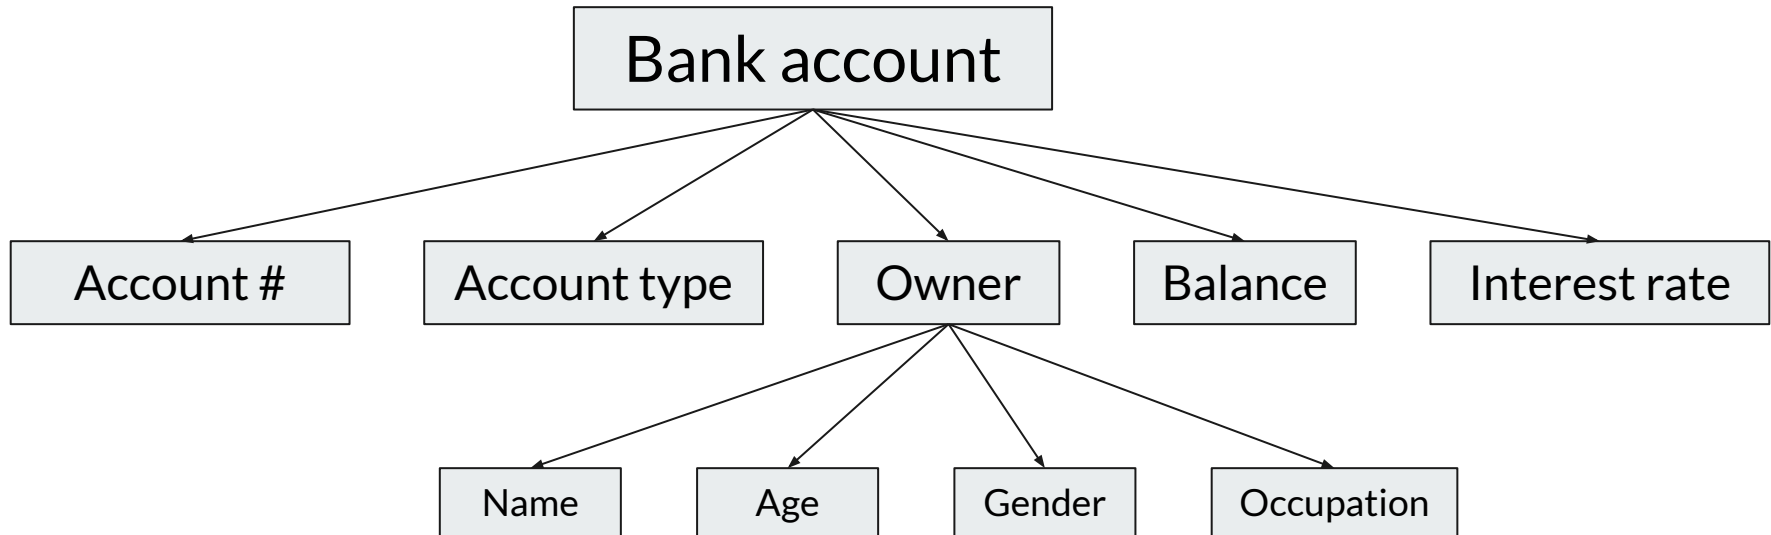 Bank account
Account #
Account type
Owner
Balance
Interest rate
Name
Age
Gender
Occupation